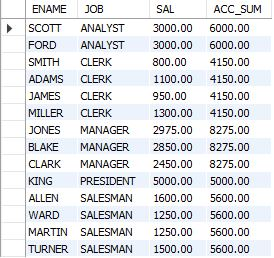 ENAME JOB SAL ACC_SUM
SCOTT ANALYST 3000.00 6000.00
FORD ANALYST 3000.00 6000.00
SMITH CLERK 800.00 4150.00
ADAMS CLERK 1100.00 4150.00
JAMES CLERK 950.00 4150.00
MILLER CLERK 1300.00 4150.00
JONES MANAGER 2975.00 8275.00
BLAKE MANAGER 2850.00 8275.00
CLARK MANAGER 2450.00 8275.00
KING PRESIDENT 5000.00 5000.00
ALLEN SALESMAN 1600.00 5600.00
WARD SALESMAN 1250.00 5600.00
MARTIN SALESMAN 1250.00 5600.00
TURNER SALESMAN 1500.00 5600.00